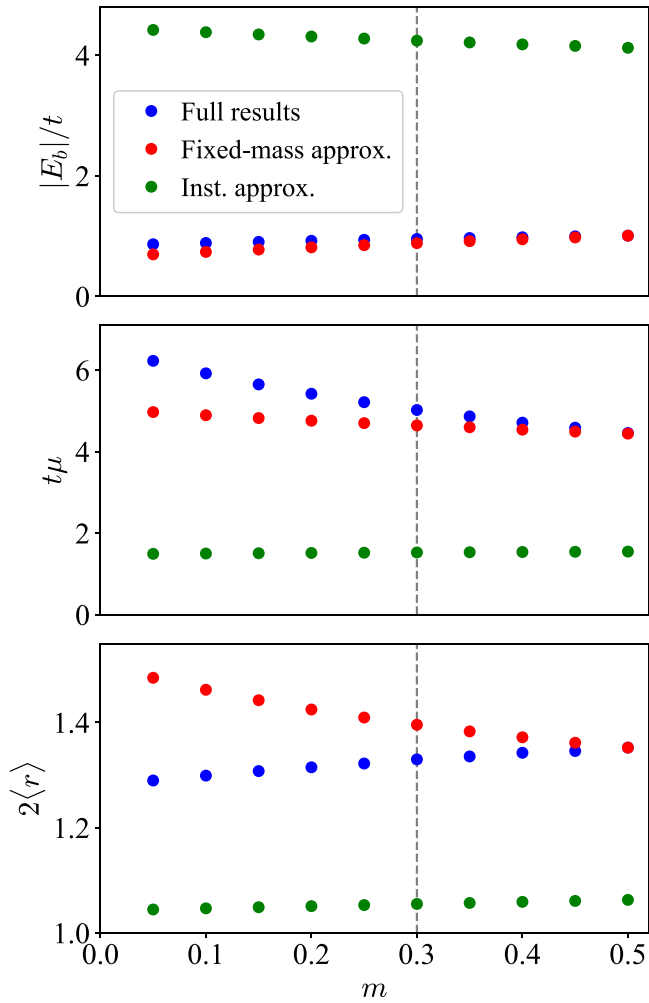 4
2
0
|E_b|/t
Full results
Fixed-mass approx.
Inst. approx.
6
4
2
0
tμ
1.4
1.2
1.0
2⟨r⟩
0.0 0.1 0.2 0.3 0.4 0.5
m